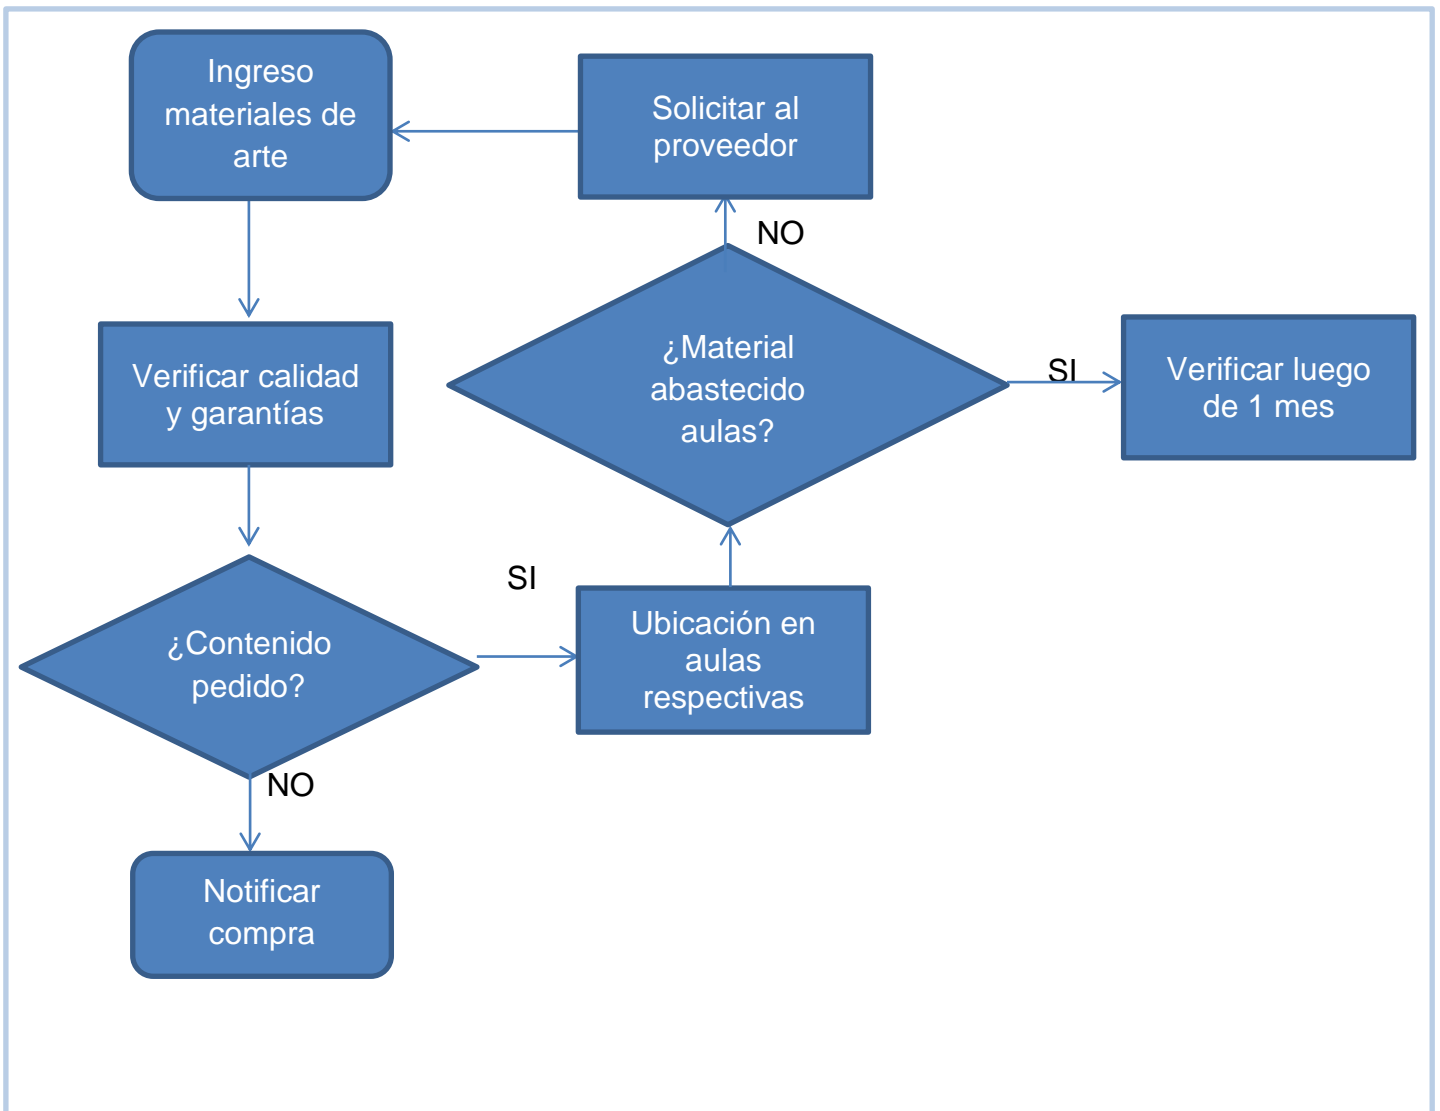 Ingreso
materiales de
arte
Solicitar al
proveedor
NO
¿Material
abastecido
aulas?
SI
Verificar luego
de 1 mes
Verificar calidad
y garantías
SI
¿Contenido
pedido?
Ubicación en
aulas
respectivas
NO
Notificar
compra